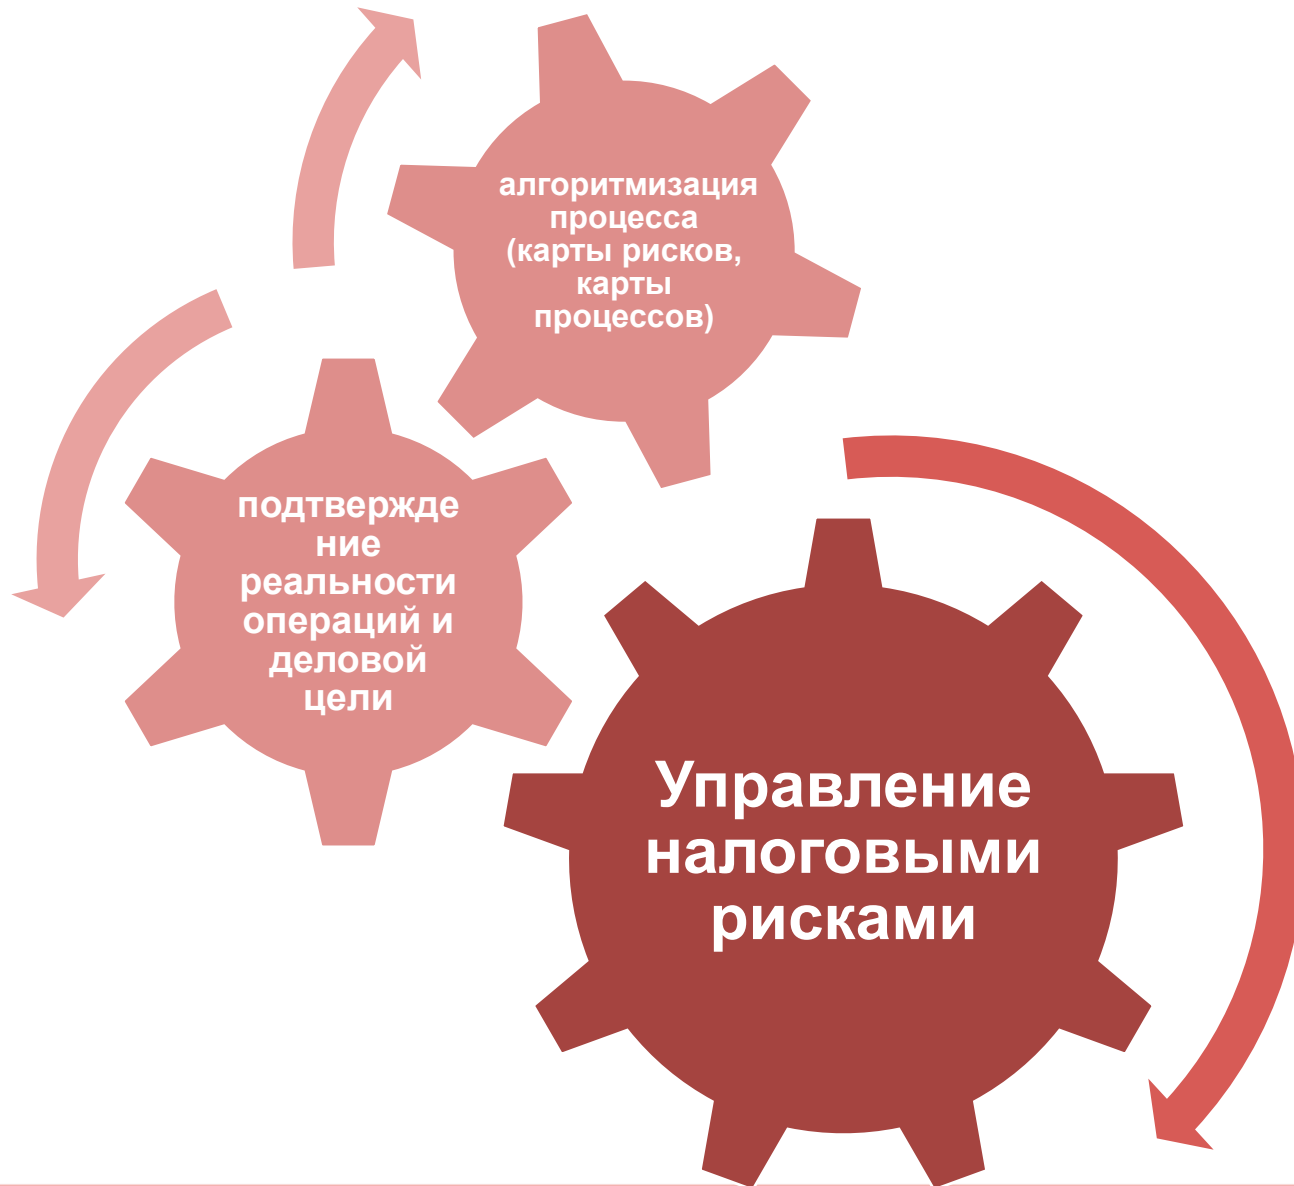 алгоритмизация
процесса
(карты рисков,
карты
процессов)
подтвержде
ние
реальности
операций и
деловой
цели
Управление
налоговыми
рисками